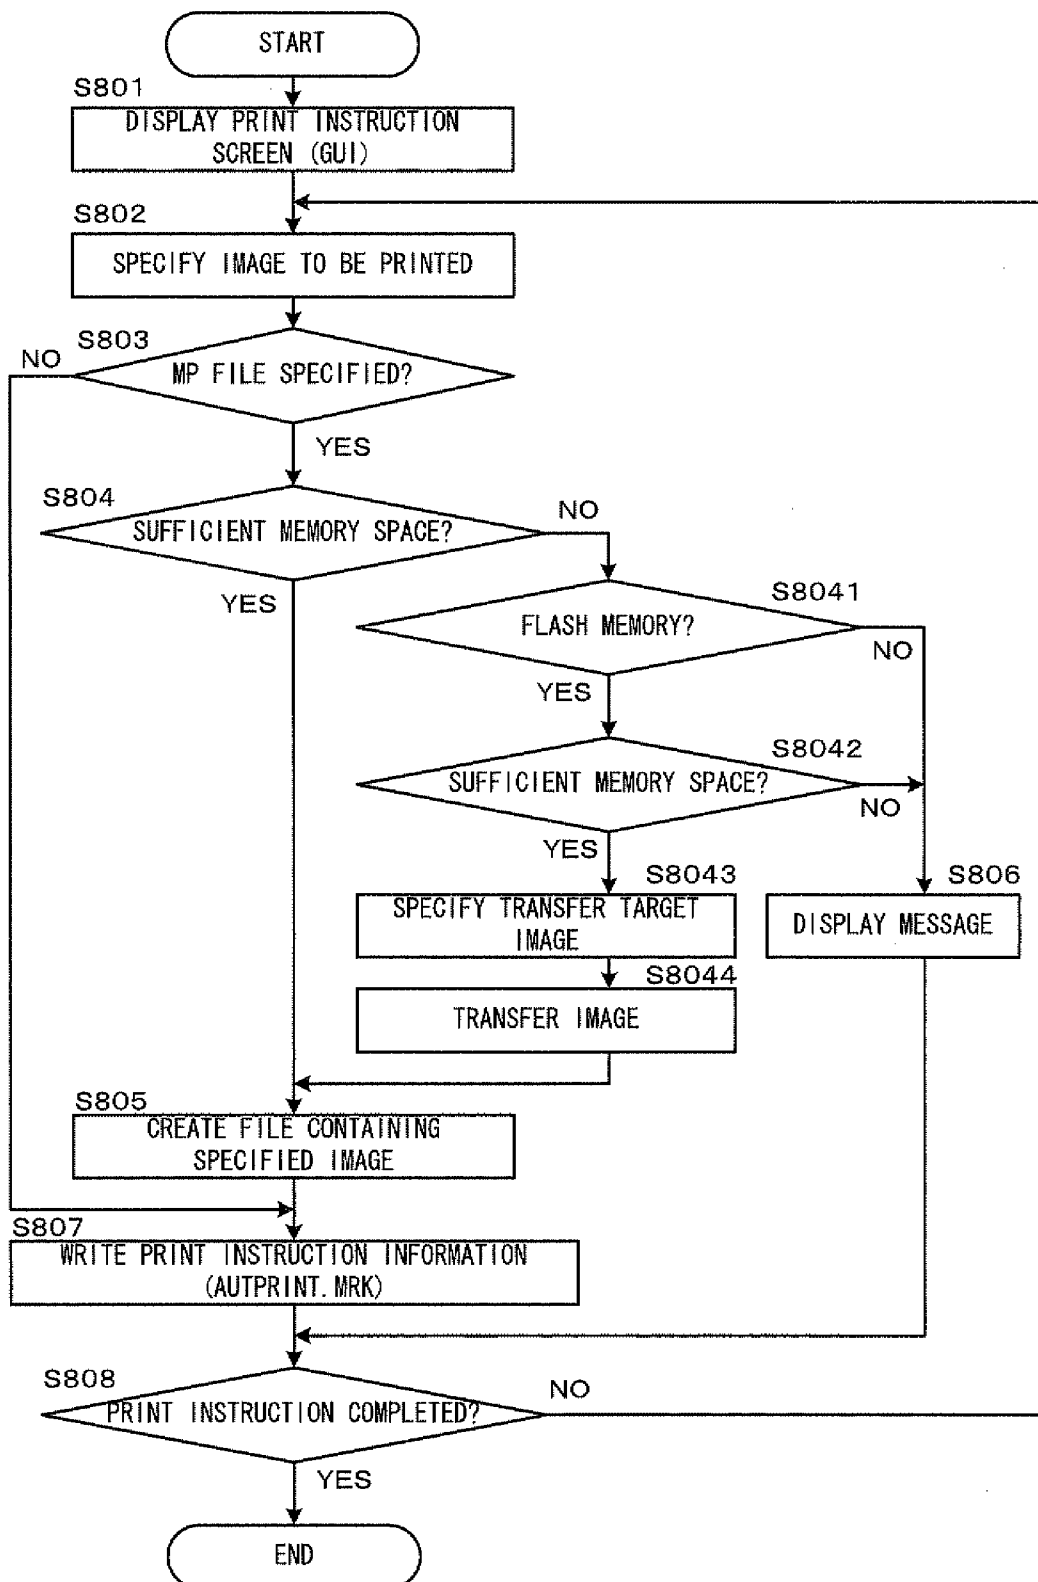 START
S801
DISPLAY PRINT INSTRUCTION
SCREEN (GUI)
S802
SPECIFY IMAGE TO BE PRINTED
S803
NO
MP FILE SPECIFIED?
YES
S804
SUFFICIENT MEMORY SPACE?
NO
YES
S8041
FLASH MEMORY?
NO
YES
S8042
SUFFICIENT MEMORY SPACE?
NO
YES
S8043
SPECIFY TRANSFER TARGET
IMAGE
S806
DISPLAY MESSAGE
S8044
TRANSFER IMAGE
S805
CREATE FILE CONTAINING
SPECIFIED IMAGE
S807
WRITE PRINT INSTRUCTION INFORMATION
(AUTPRINT.MRK)
S808
PRINT INSTRUCTION COMPLETED?
NO
YES
END